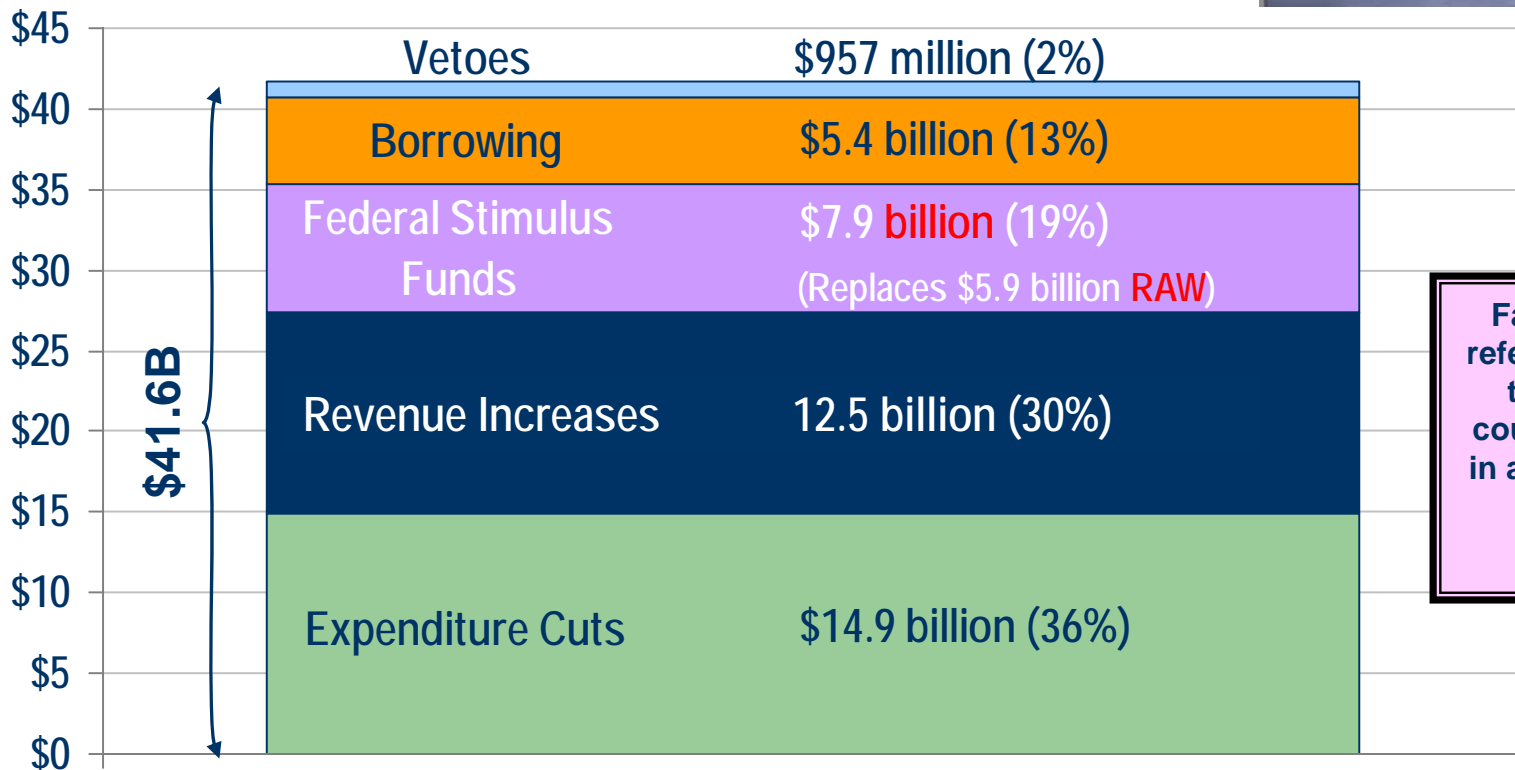 $45
Vetoes $957 million (2%)
$40
Borrowing $5.4 billion (13%)
$35
Federal Stimulus Funds
$7.9 billion (19%)
(Replaces $5.9 billion RAW)
$30
$25
$41.6B
Revenue Increases 12.5 billion (30%)
$20
$15
$10
Expenditure Cuts $14.9 billion (36%)
$5
$0
in a